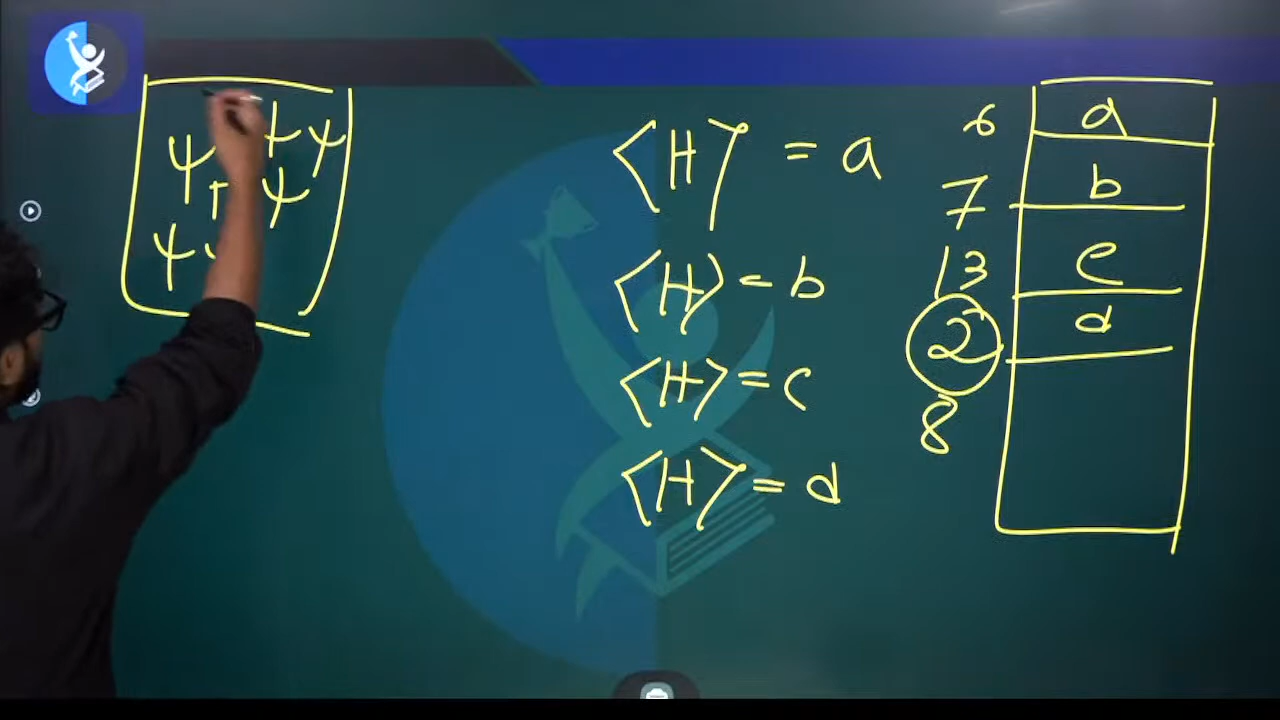 ψ ψ
ψ
ψ
⟨H⟩ = a
⟨H⟩ = b
⟨H⟩ = c
⟨H⟩ = d
6 a
7 b
13
2 d
8